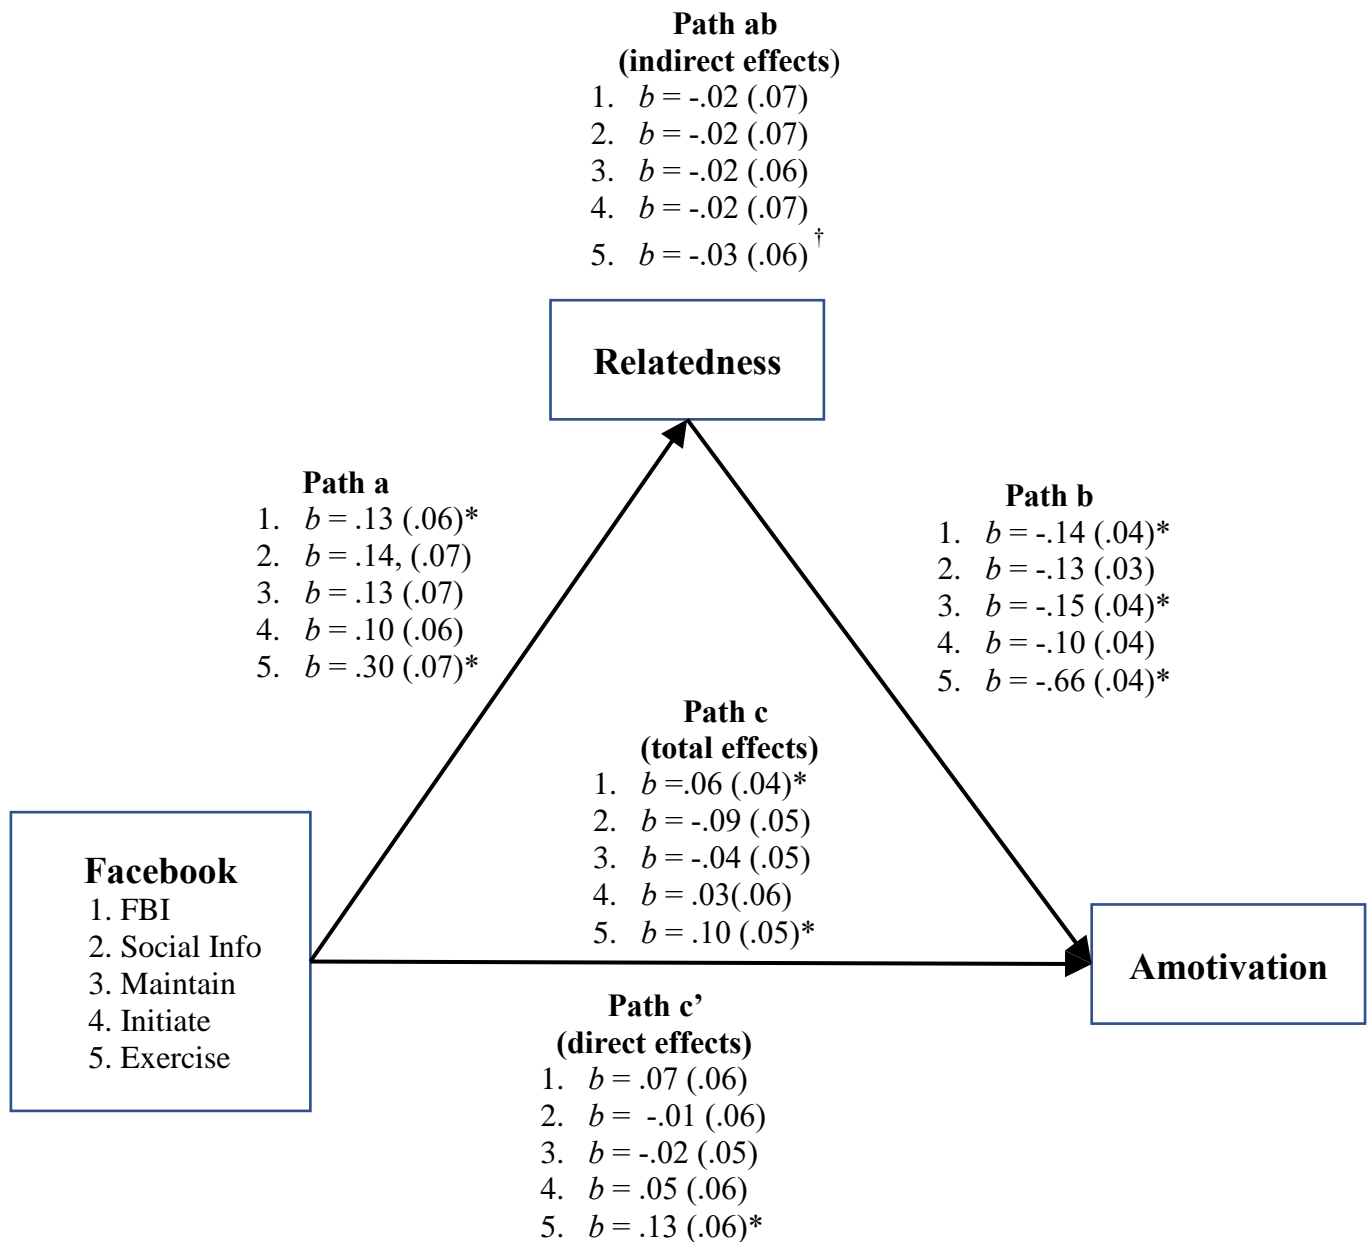 Path ab
(indirect effects)
1. b = -.02 (.07)
2. b = -.02 (.07)
3. b = -.02 (.06)
4. b = -.02 (.07)
5. b = -.03 (.06) †
Relatedness
Path a
1. b = .13 (.06)*
2. b = .14, (.07)
3. b = .13 (.07)
4. b = .10 (.06)
5. b = .30 (.07)*
Path b
1. b = -.14 (.04)*
2. b = -.13 (.03)
3. b = -.15 (.04)*
4. b = -.10 (.04)
5. b = -.66 (.04)*
Path c
(total effects)
1. b =.06 (.04)*
2. b = -.09 (.05)
3. b = -.04 (.05)
4. b = .03(.06)
5. b = .10 (.05)*
Facebook
1. FBI
2. Social Info
3. Maintain
4. Initiate
5. Exercise
Amotivation
Path c’
(direct effects)
1. b = .07 (.06)
2. b = -.01 (.06)
3. b = -.02 (.05)
4. b = .05 (.06)
5. b = .13 (.06)*